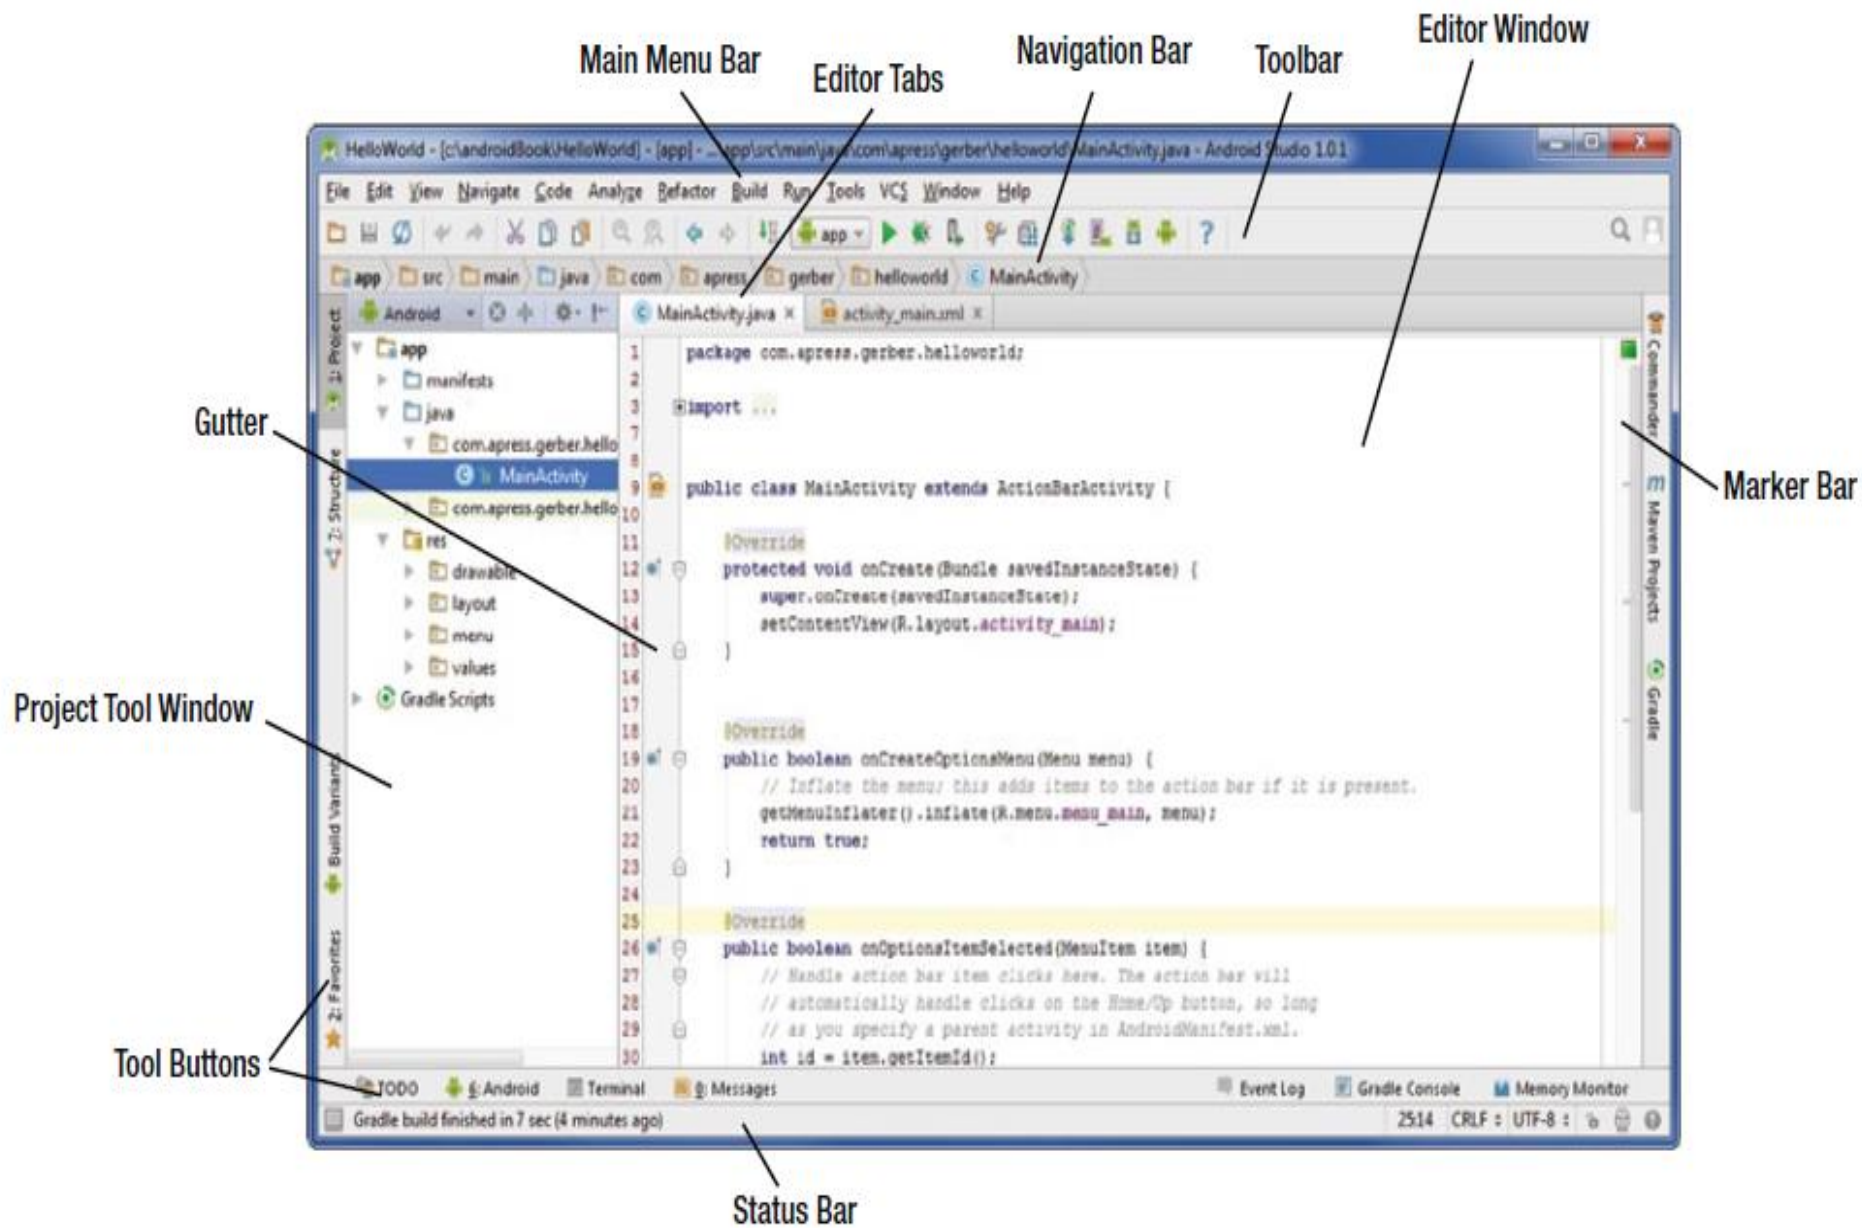 Editor Window
Main Menu Bar
Navigation Bar
Toolbar
Editor Tabs
HelloWorld - [c\androidBook\HelloWorld] - [app] - ...app\src\main\java\com\apress\gerber\helloworld\MainActivity.java - Android Studio 1.0.1
File Edit View Navigate Code Analyze Refactor Build Run Tools VCS Window Help
app
app src main java com apress gerber helloworld MainActivity
Android
MainActivity.java
activity_main.xml
1: Project
2: Structure
Build Variants
2: Favorites
app
manifests
java
com.apress.gerber.hello
MainActivity
com.apress.gerber.hello
res
drawable
layout
menu
values
Gradle Scripts
1 package com.apress.gerber.helloworld;
2
3 import ...
7
8
9 public class MainActivity extends ActionBarActivity {
10
11 @Override
12 protected void onCreate(Bundle savedInstanceState) {
13 super.onCreate(savedInstanceState);
14 setContentView(R.layout.activity_main);
15 }
16
17
18 @Override
19 public boolean onCreateOptionsMenu(Menu menu) {
20 // Inflate the menu; this adds items to the action bar if it is present.
21 getMenuInflater().inflate(R.menu.menu_main, menu);
22 return true;
23 }
24
25 @Override
26 public boolean onOptionsItemSelected(MenuItem item) {
27 // Handle action bar item clicks here. The action bar will
28 // automatically handle clicks on the Home/Up button, so long
29 // as you specify a parent activity in AndroidManifest.xml.
30 int id = item.getItemId();
Commander
Maven Projects
Gradle
Gutter
Marker Bar
Project Tool Window
Tool Buttons
TODO 6: Android Terminal 0: Messages Event Log Gradle Console Memory Monitor
Gradle build finished in 7 sec (4 minutes ago) 25:14 CRLF UTF-8
Status Bar